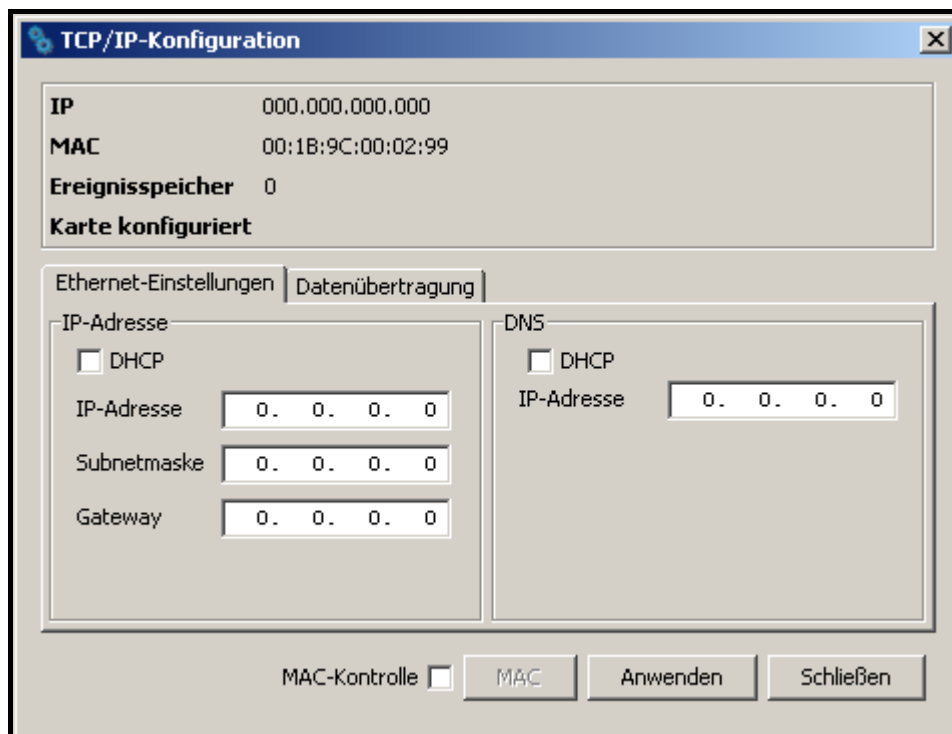 TCP/IP-Konfiguration
IP 000.000.000.000
MAC 00:1B:9C:00:02:99
Ereignisspeicher 0
Karte konfiguriert
Ethernet-Einstellungen Datenübertragung
IP-Adresse
DHCP
IP-Adresse 0. 0. 0. 0
Subnetmaske 0. 0. 0. 0
Gateway 0. 0. 0. 0
DNS
DHCP
IP-Adresse 0. 0. 0. 0
MAC-Kontrolle MAC Anwenden Schließen